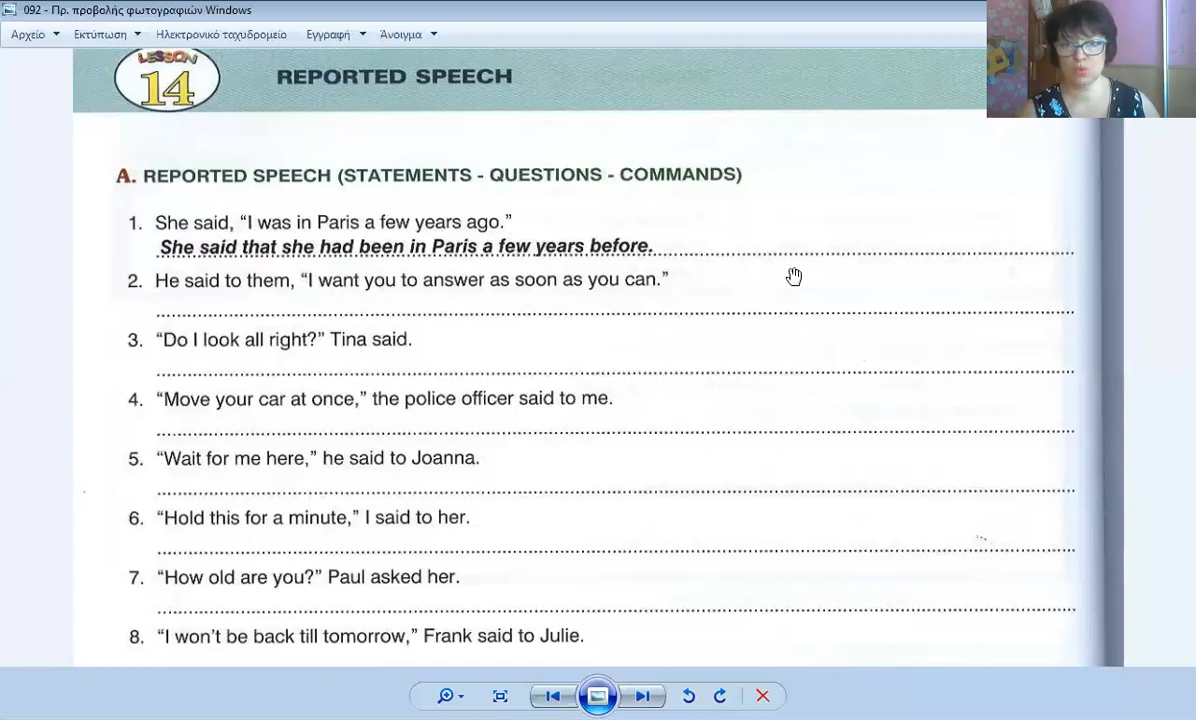 092 - Πρ. προβολής φωτογραφιών Windows
Αρχείο Εκτύπωση Ηλεκτρονικό ταχυδρομείο Εγγραφή Άνοιγμα
LESSON
14
REPORTED SPEECH
A. REPORTED SPEECH (STATEMENTS - QUESTIONS - COMMANDS)
1. She said, “I was in Paris a few years ago.”
She said that she had been in Paris a few years before.
2. He said to them, “I want you to answer as soon as you can.”
3. “Do I look all right?” Tina said.
4. “Move your car at once,” the police officer said to me.
5. “Wait for me here,” he said to Joanna.
6. “Hold this for a minute,” I said to her.
7. “How old are you?” Paul asked her.
8. “I won’t be back till tomorrow,” Frank said to Julie.